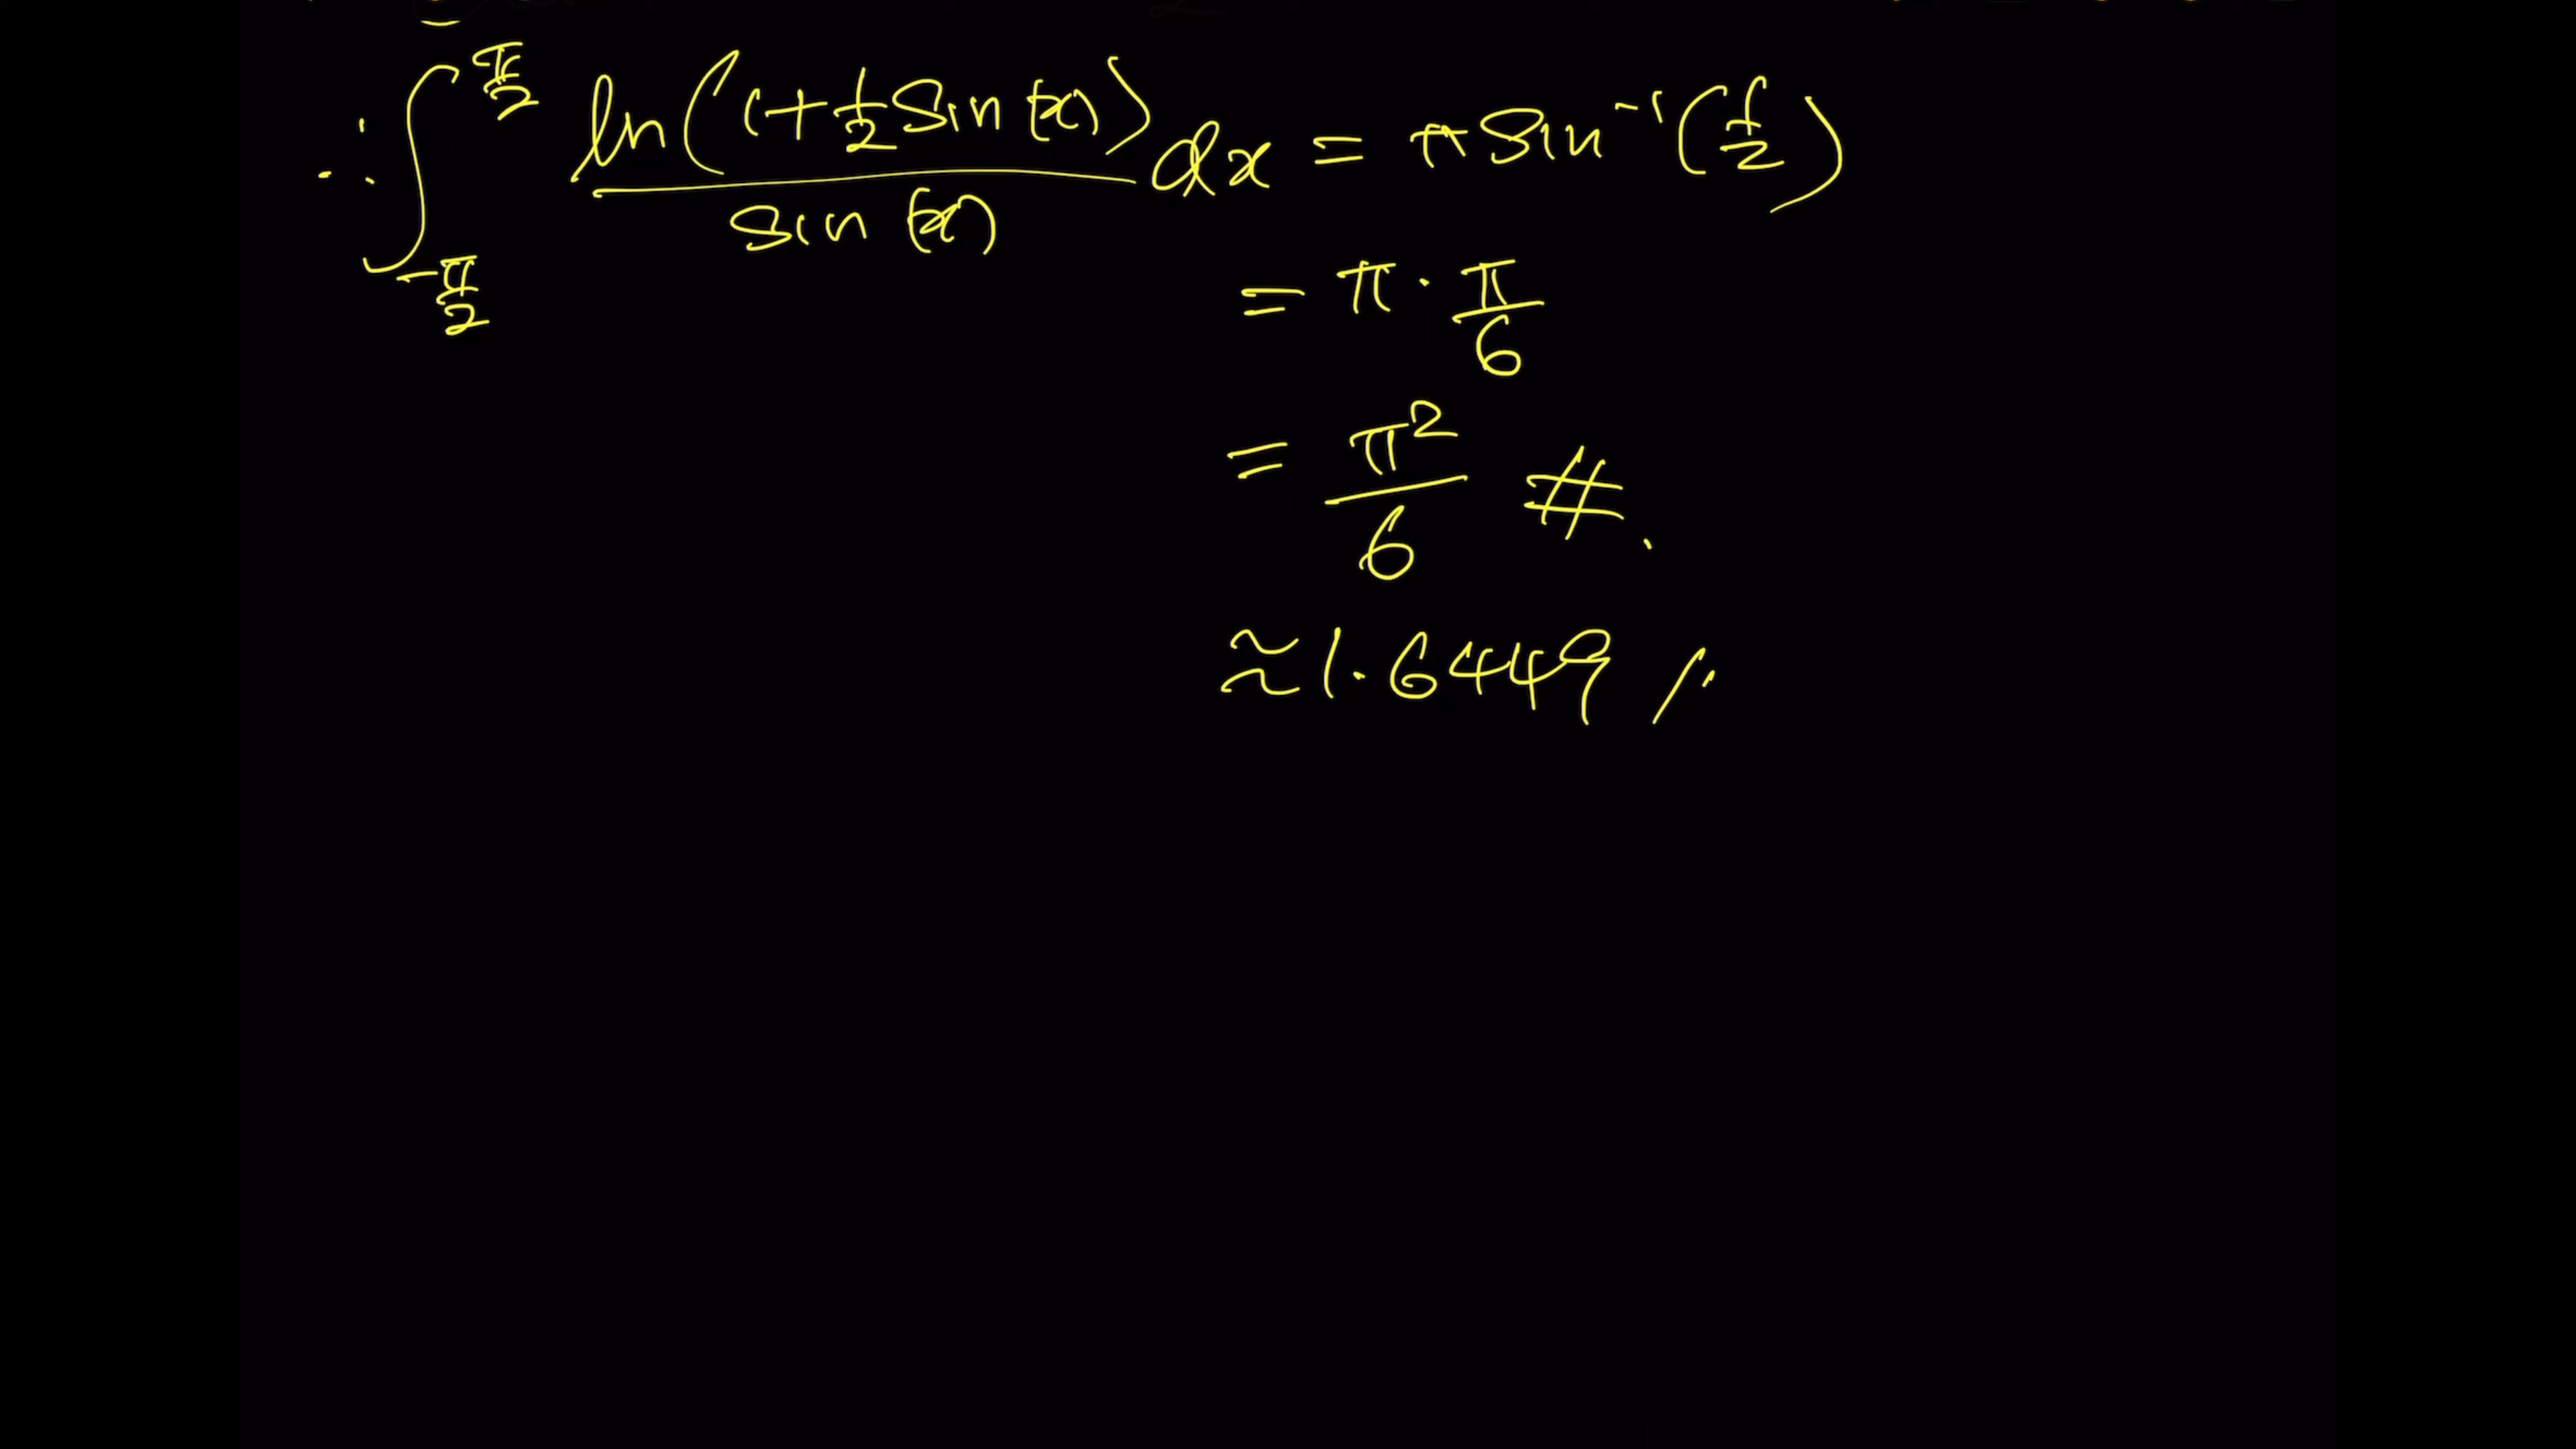 ∴ ∫_{-π/2}^{π/2} ln(1+½ sin(x)) / sin(x) dx = π sin⁻¹(½)
= π · π/6
= π²/6 #.
≈ 1.6449 //